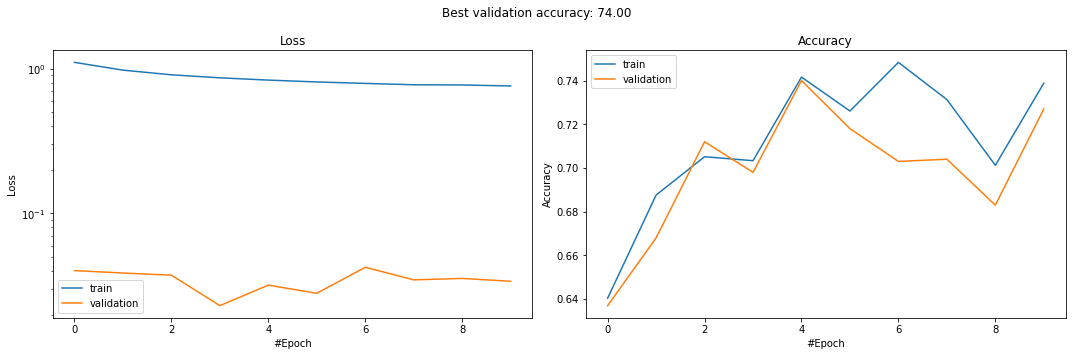 Best validation accuracy: 74.00
Loss
10⁰
10⁻¹
Loss
train
validation
0 2 4 6 8
#Epoch
Accuracy
train
validation
0.74
0.72
0.70
0.68
0.66
0.64
Accuracy
0 2 4 6 8
#Epoch